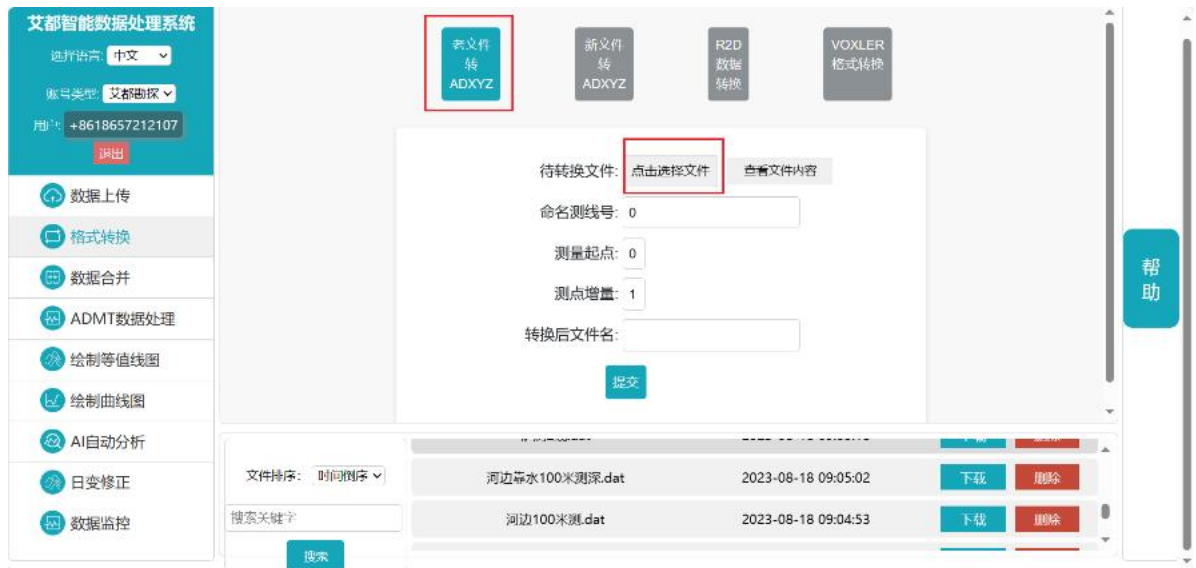 艾都智能数据处理系统
选择语言: 中文
账号类型: 艾都勘探
用户: +8618657212107
退出
数据上传
格式转换
数据合并
ADMT数据处理
绘制等值线图
绘制曲线图
AI自动分析
日变修正
数据监控
老文件
转
ADXYZ
新文件
转
ADXYZ
R2D
数据
转换
VOXLER
格式转换
待转换文件: 点击选择文件 查看文件内容
命名测线号: 0
测量起点: 0
测点增量: 1
转换后文件名:
提交
文件排序: 时间倒序
搜索关键字
搜索
河边靠水100米测深.dat 2023-08-18 09:05:02 下载 删除
河边100米测.dat 2023-08-18 09:04:53 下载 删除
帮
助